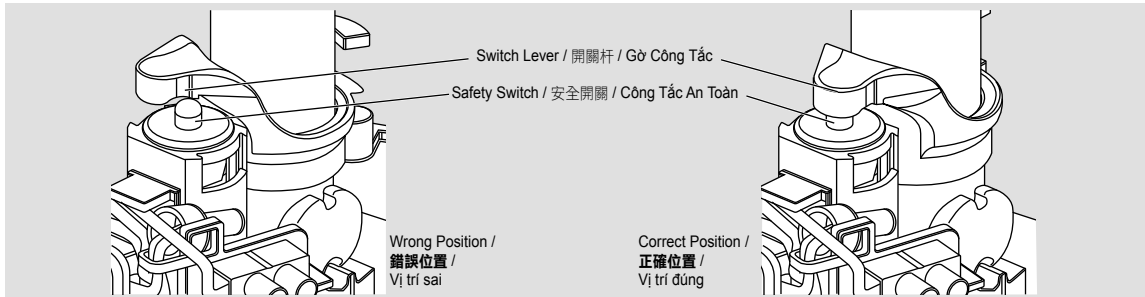 Switch Lever / 開關杆 / Gờ Công Tắc
Safety Switch / 安全開關 / Công Tắc An Toàn
Wrong Position /
錯誤位置 /
Vị trí sai
Correct Position /
正確位置 /
Vị trí đúng